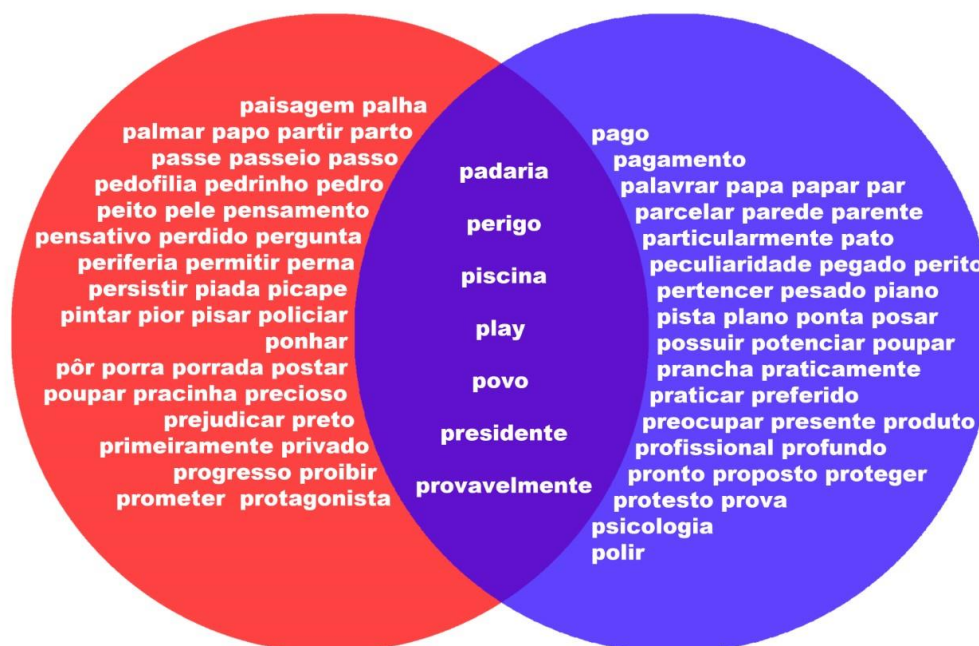 paisagem palha
palmar papo partir parto
passe passeio passo
pedofilia pedrinho pedro
peito pele pensamento
pensativo perdido pergunta
periferia permitir perna
persistir piada picape
pintar pior pisar policiar
ponhar
pôr porra porrada postar
poupar pracinha precioso
prejudicar preto
primeiramente privado
progresso proibir
prometer protagonista
padaria
perigo
piscina
play
povo
presidente
provavelmente
pago
pagamento
palavrar papa papar par
parcelar parede parente
particularmente pato
peculiaridade pegado perito
pertencer pesado piano
pista plano ponta posar
possuir potenciar poupar
prancha praticamente
praticar preferido
preocupar presente produto
profissional profundo
pronto proposto proteger
protesto prova
psicologia
polir